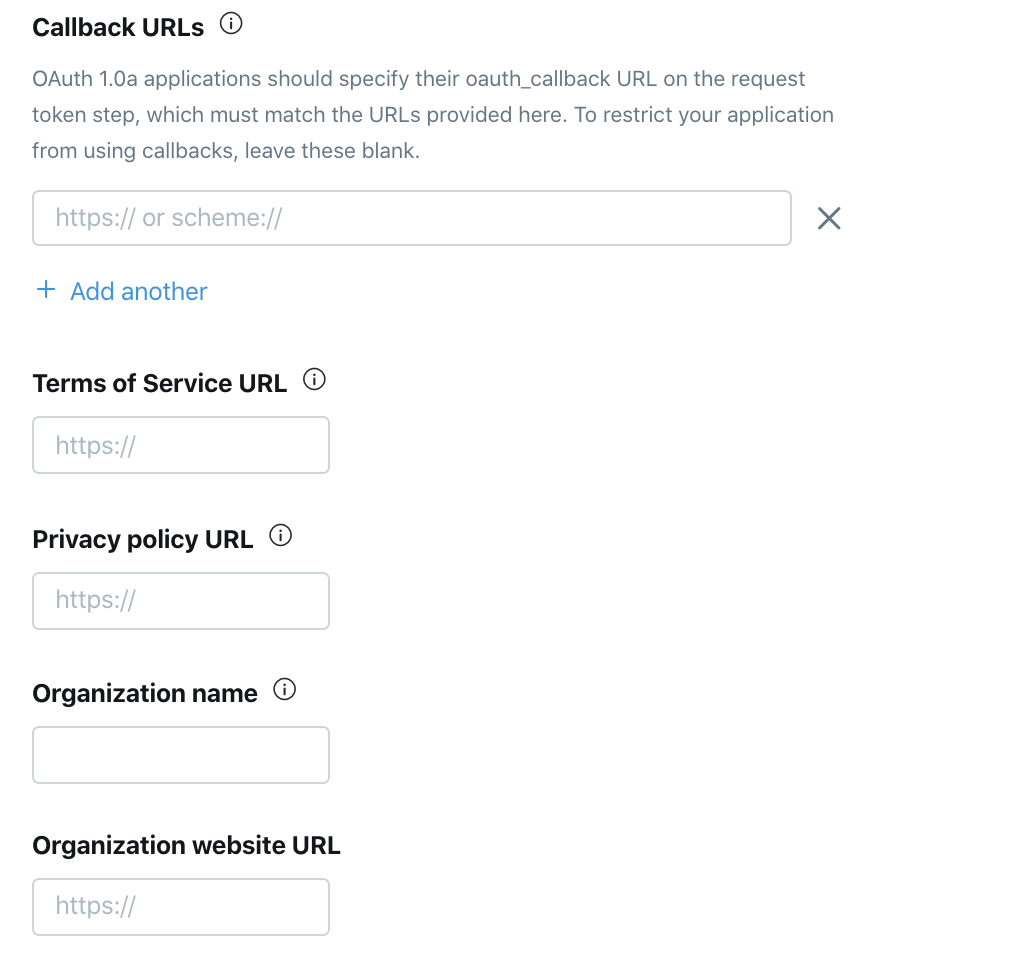 Callback URLs
OAuth 1.0a applications should specify their oauth_callback URL on the request
token step, which must match the URLs provided here. To restrict your application
from using callbacks, leave these blank.
https:// or scheme://
+ Add another
Terms of Service URL
https://
Privacy policy URL
https://
Organization name
Organization website URL
https://